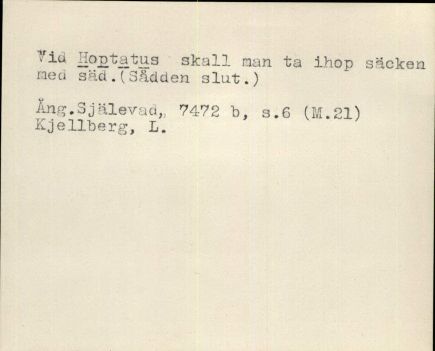 Vid Hoptatus skall man ta ihop säcken
med säd.(Sådden slut.)
Ång.Själevad,, 7472 b, s.6 (M.21)
Kjellberg, L.